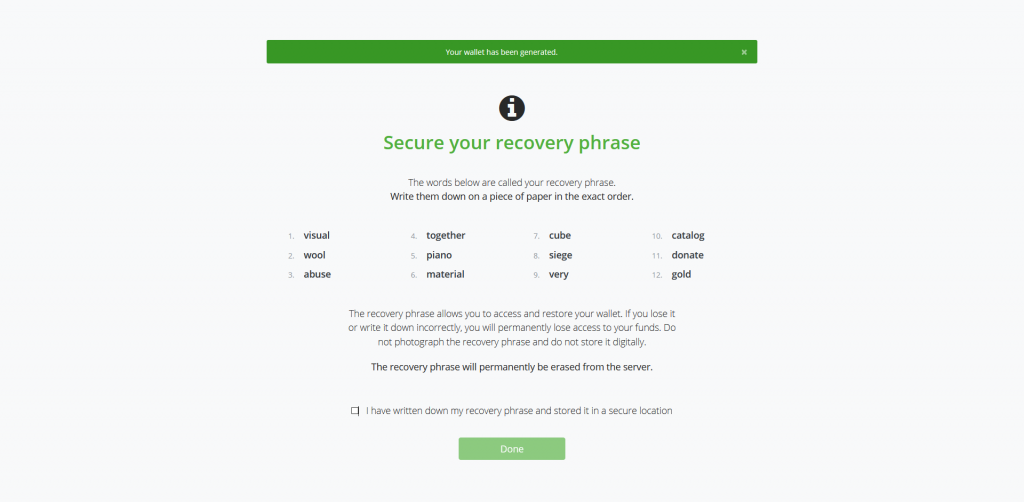 Your wallet has been generated.
Secure your recovery phrase
The words below are called your recovery phrase.
Write them down on a piece of paper in the exact order.
1. visual
2. wool
3. abuse
4. together
5. piano
6. material
7. cube
8. siege
9. very
10. catalog
11. donate
12. gold
The recovery phrase allows you to access and restore your wallet. If you lose it
or write it down incorrectly, you will permanently lose access to your funds. Do
not photograph the recovery phrase and do not store it digitally.
The recovery phrase will permanently be erased from the server.
I have written down my recovery phrase and stored it in a secure location
Done